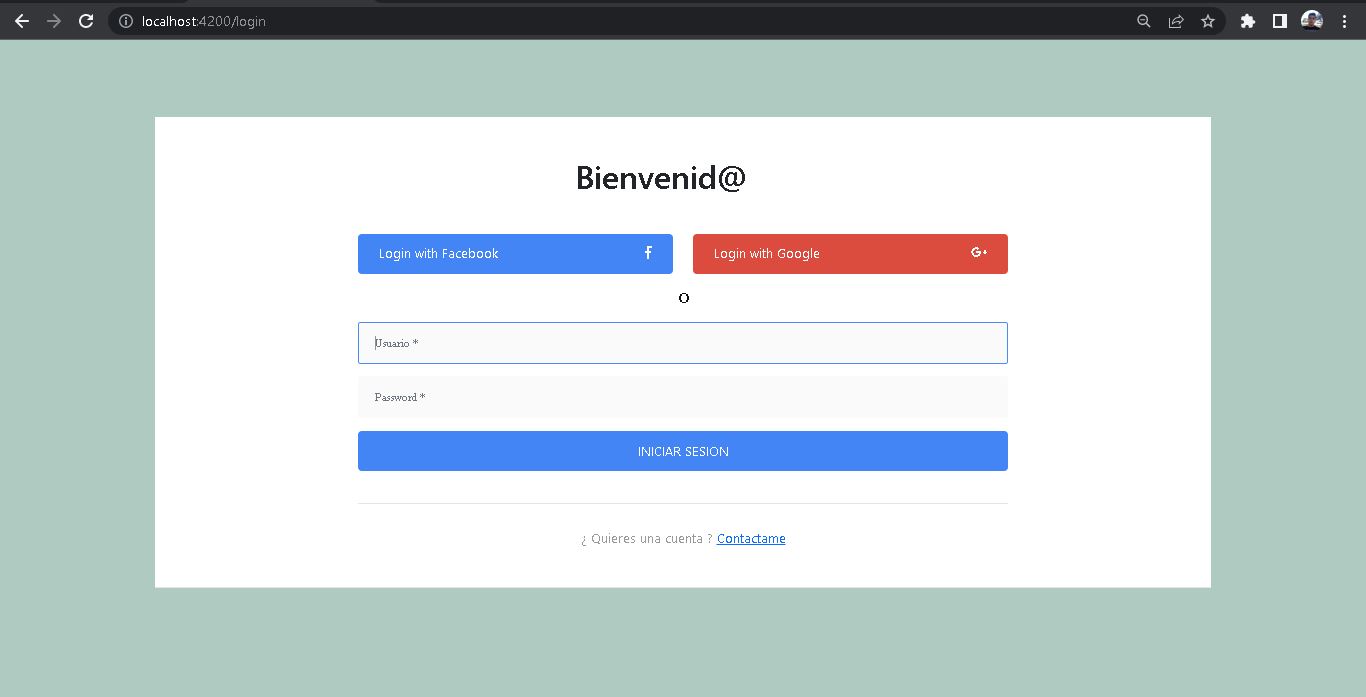 localhost:4200/login
Bienvenid@
Login with Facebook f Login with Google G+
O
Usuario *
Password *
INICIAR SESION
¿ Quieres una cuenta ? Contactame